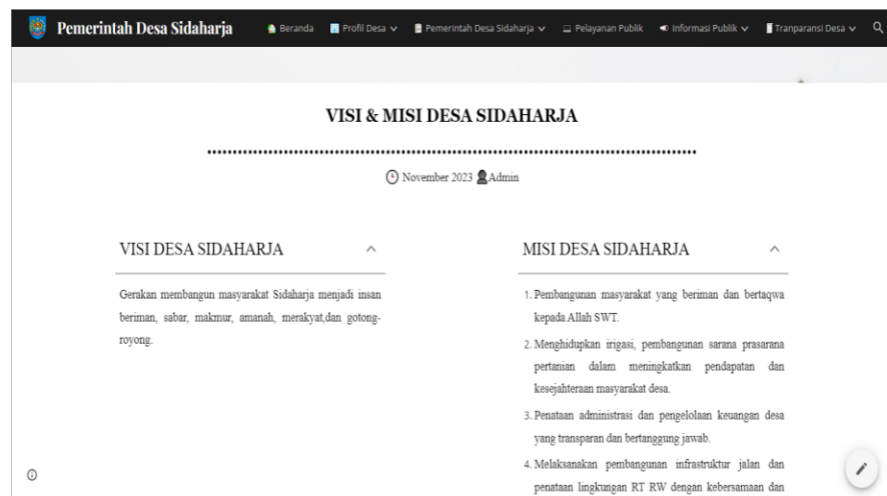 Pemerintah Desa Sidaharja
Beranda
Profil Desa
Pemerintah Desa Sidaharja
Pelayanan Publik
Informasi Publik
Tranparansi Desa
VISI & MISI DESA SIDAHARJA
November 2023 Admin
VISI DESA SIDAHARJA
Gerakan membangun masyarakat Sidaharja menjadi insan
beriman, sabar, makmur, amanah, merakyat,dan gotong-
royong.
MISI DESA SIDAHARJA
1. Pembangunan masyarakat yang beriman dan bertaqwa
kepada Allah SWT.
2. Menghidupkan irigasi, pembangunan sarana prasarana
pertanian dalam meningkatkan pendapatan dan
kesejahteraan masyarakat desa.
3. Penataan administrasi dan pengelolaan keuangan desa
yang transparan dan bertanggung jawab.
4. Melaksanakan pembangunan infrastruktur jalan dan
penataan lingkungan RT RW dengan kebersamaan dan